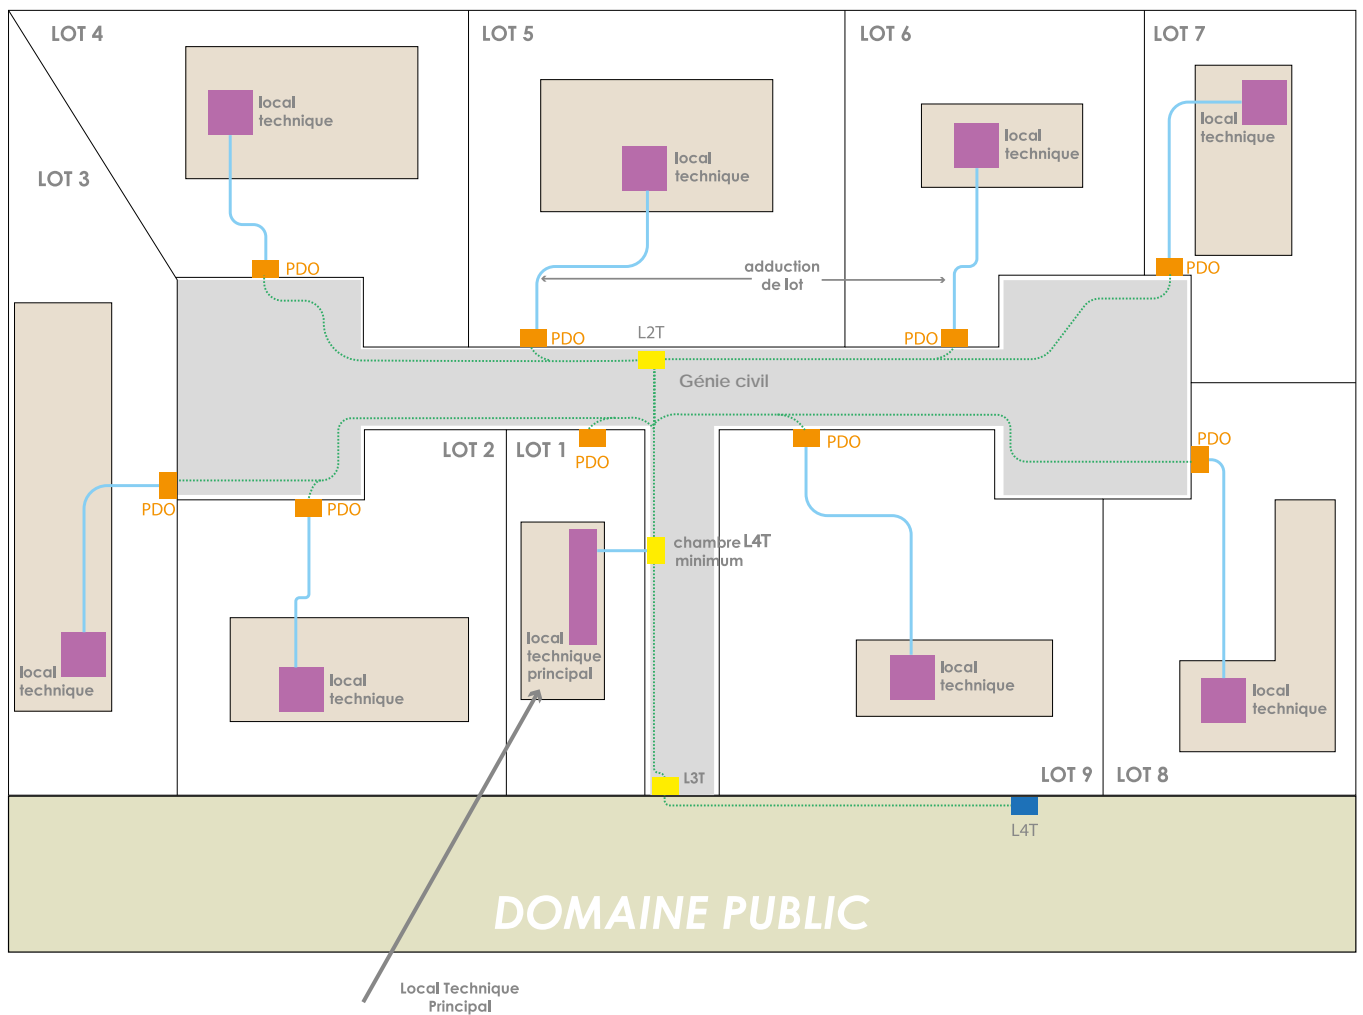 LOT 4
LOT 5
LOT 6
LOT 7
local
technique
local
technique
local
technique
local
technique
LOT 3
PDO
adduction
de lot
PDO
PDO
L2T
PDO
PDO
Génie civil
LOT 2
LOT 1
PDO
PDO
PDO
PDO
PDO
chambre L4T
minimum
local
technique
principal
local
technique
local
technique
local
technique
local
technique
L3T
LOT 9
LOT 8
L4T
DOMAINE PUBLIC
Local Technique
Principal